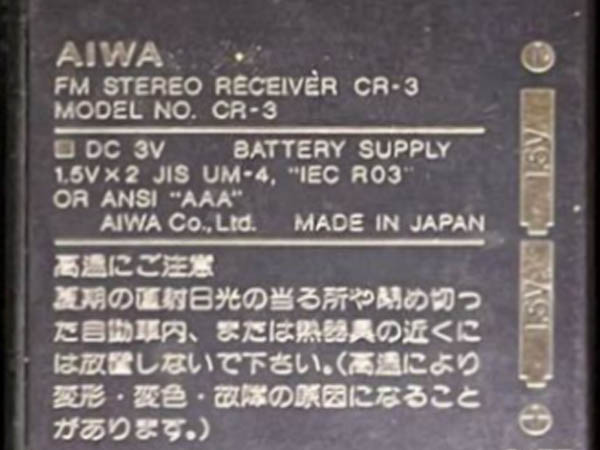 AIWA
FM STEREO RECEIVER CR-3
MODEL NO. CR-3
DC 3V BATTERY SUPPLY
1.5V×2 JIS UM-4, "IEC R03"
OR ANSI "AAA"
AIWA Co., Ltd. MADE IN JAPAN
高温にご注意
夏期の直射日光の当る所や閉め切っ
た自動車内、または熱器具の近くに
は放置しないで下さい。(高温により
変形・変色・故障の原因になること
があります。)
1.5V
1.5V